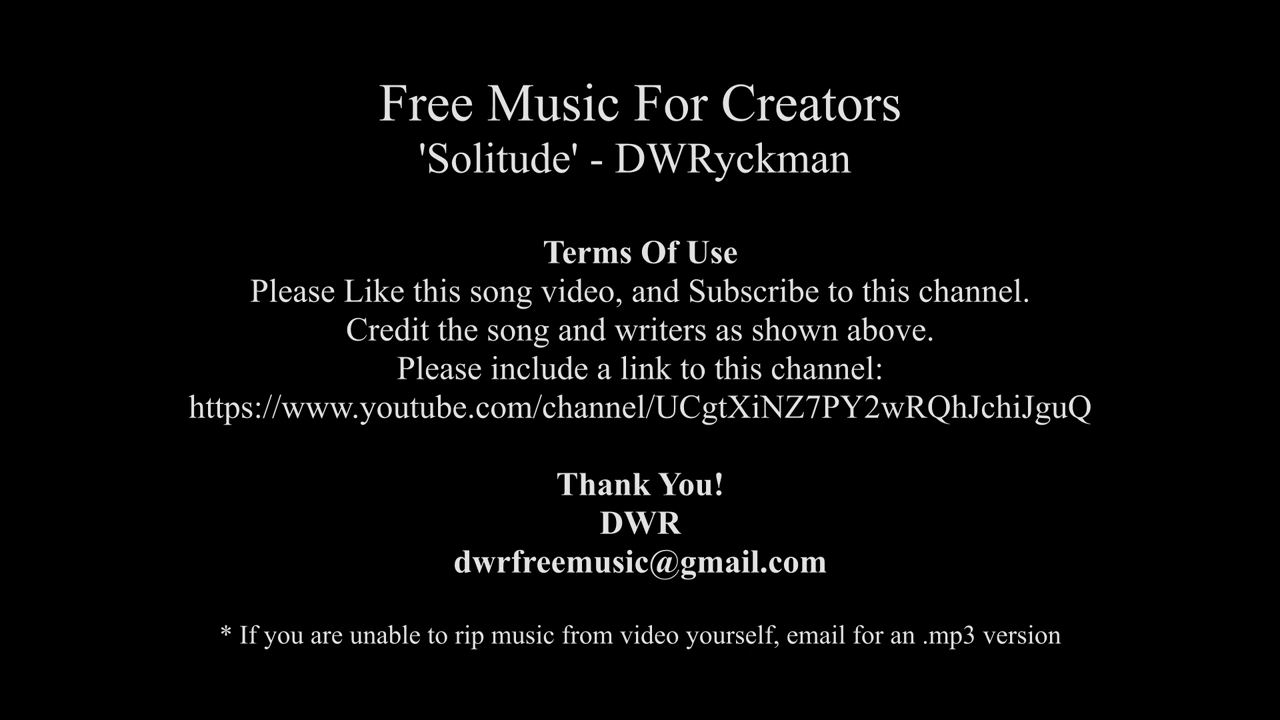 Free Music For Creators
'Solitude' - DWRyckman
Terms Of Use
Please Like this song video, and Subscribe to this channel.
Credit the song and writers as shown above.
Please include a link to this channel:
https://www.youtube.com/channel/UCgtXiNZ7PY2wRQhJchiJguQ
Thank You!
DWR
dwrfreemusic@gmail.com
* If you are unable to rip music from video yourself, email for an .mp3 version